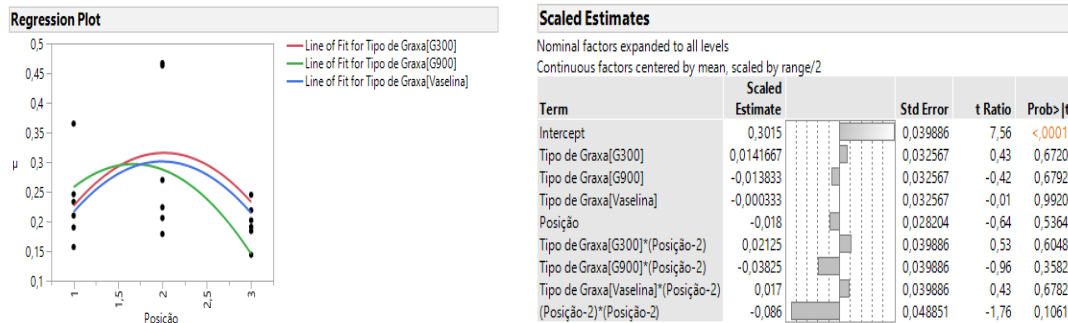 Regression Plot
0,5
0,45
0,4
0,35
0,3
0,25
0,2
0,15
0,1
1
1,5
2
2,5
3
Posição
Line of Fit for Tipo de Graxa[G300]
Line of Fit for Tipo de Graxa[G900]
Line of Fit for Tipo de Graxa[Vaselina]
Scaled Estimates
Nominal factors expanded to all levels
Continuous factors centered by mean, scaled by range/2
Term Scaled Estimate Std Error t Ratio Prob>|t
Intercept 0,3015 0,039886 7,56 <,0001
Tipo de Graxa[G300] 0,0141667 0,032567 0,43 0,6720
Tipo de Graxa[G900] -0,013833 0,032567 -0,42 0,6792
Tipo de Graxa[Vaselina] -0,000333 0,032567 -0,01 0,9920
Posição -0,018 0,028204 -0,64 0,5364
Tipo de Graxa[G300]*(Posição-2) 0,02125 0,039886 0,53 0,6048
Tipo de Graxa[G900]*(Posição-2) -0,03825 0,039886 -0,96 0,3582
Tipo de Graxa[Vaselina]*(Posição-2) 0,017 0,039886 0,43 0,6782
(Posição-2)*(Posição-2) -0,086 0,048851 -1,76 0,1061